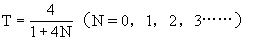 T = 4/(1+4N) (N=0, 1, 2, 3……)